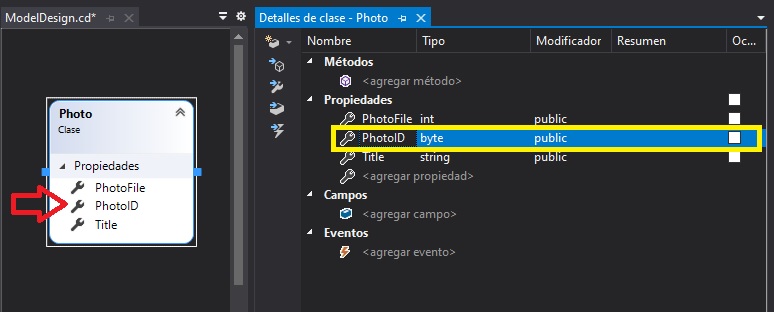 ModelDesign.cd*
Photo
Clase
Propiedades
PhotoFile
PhotoID
Title
Detalles de clase - Photo
Nombre Tipo Modificador Resumen Oc...
Métodos
<agregar método>
Propiedades
PhotoFile int public
PhotoID byte public
Title string public
<agregar propiedad>
Campos
<agregar campo>
Eventos
<agregar evento>